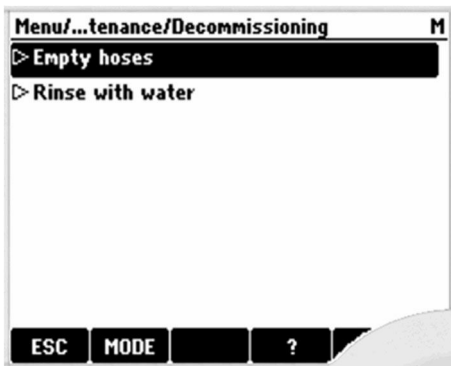 Menu/...tenance/Decommissioning M
▷ Empty hoses
▷ Rinse with water
ESC MODE ?